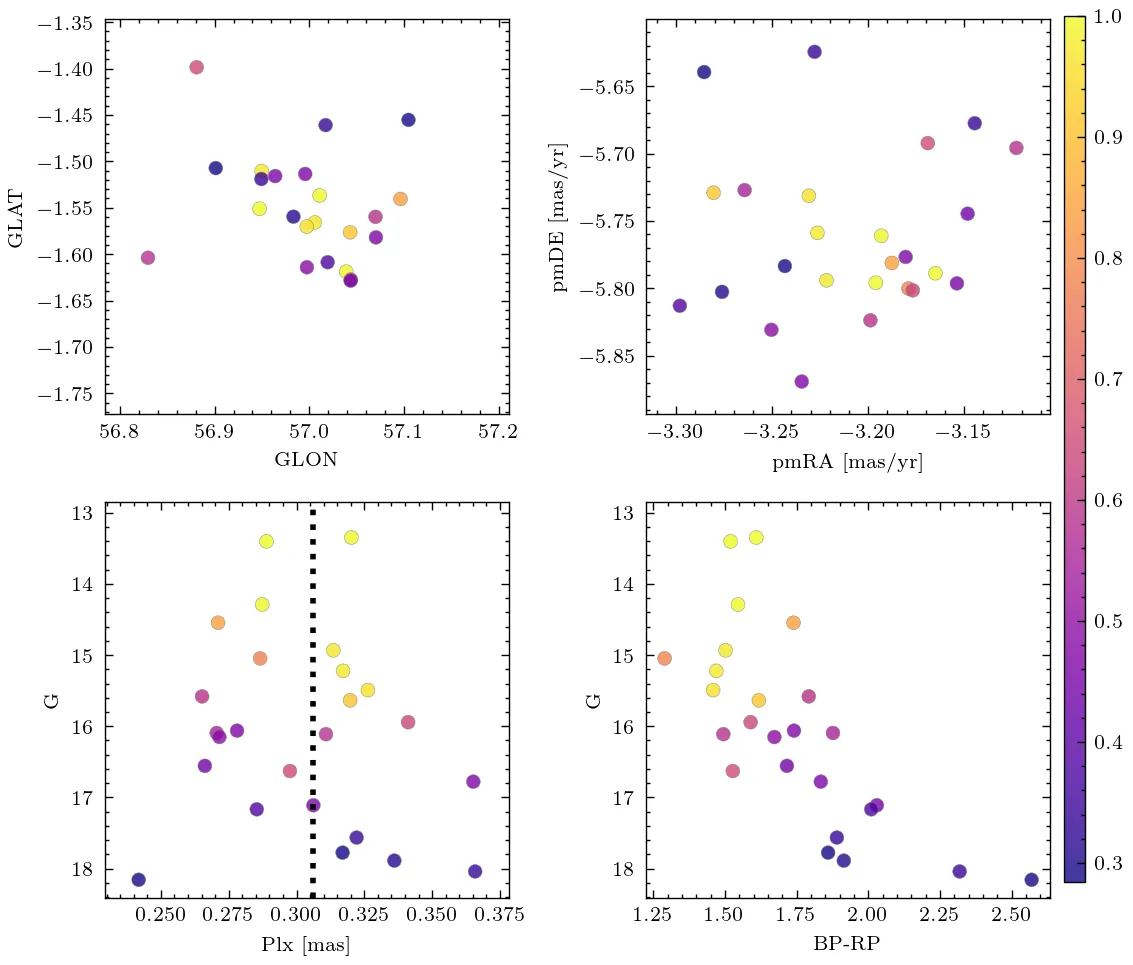 −1.35
−1.40
−1.45
−1.50
−1.55
−1.60
−1.65
−1.70
−1.75
GLAT
56.8 56.9 57.0 57.1 57.2
GLON
−5.65
−5.70
−5.75
−5.80
−5.85
pmDE [mas/yr]
−3.30 −3.25 −3.20 −3.15
pmRA [mas/yr]
13
14
15
16
17
18
G
0.250 0.275 0.300 0.325 0.350 0.375
Plx [mas]
13
14
15
16
17
18
G
1.25 1.50 1.75 2.00 2.25 2.50
BP-RP
1.0
0.9
0.8
0.7
0.6
0.5
0.4
0.3